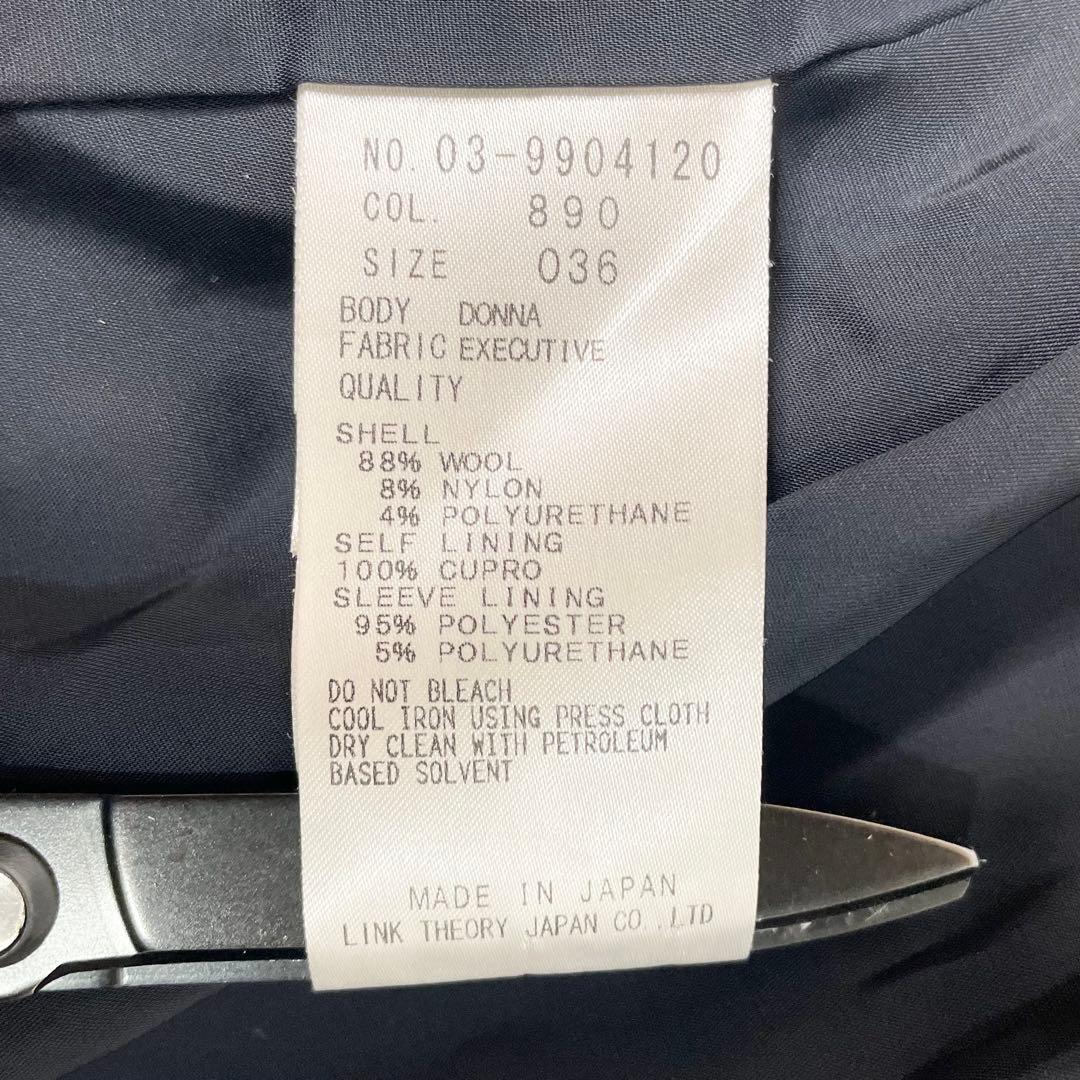 NO. 03-9904120
COL. 890
SIZE 036
BODY DONNA
FABRIC EXECUTIVE
QUALITY
SHELL
88% WOOL
8% NYLON
4% POLYURETHANE
SELF LINING
100% CUPRO
SLEEVE LINING
95% POLYESTER
5% POLYURETHANE
DO NOT BLEACH
COOL IRON USING PRESS CLOTH
DRY CLEAN WITH PETROLEUM
BASED SOLVENT
MADE IN JAPAN
LINK THEORY JAPAN CO.,LTD